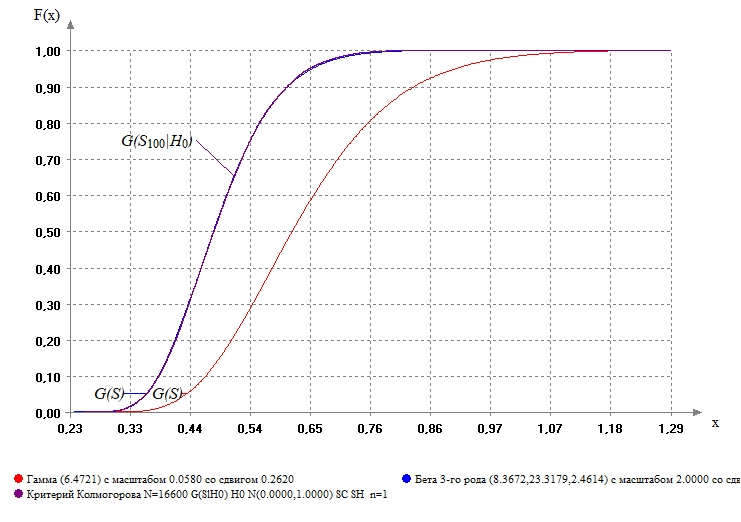 F(x)
1,00
0,90
0,80
G(S100|H0)
0,70
0,60
0,50
0,40
0,30
0,20
0,10
G(S) G(S)
0,00
0,23 0,33 0,44 0,54 0,65 0,76 0,86 0,97 1,07 1,18 1,29 x
Гамма (6.4721) с масштабом 0.0580 со сдвигом 0.2620 Бета 3-го рода (8.3672,23.3179,2.4614) с масштабом 2.0000 со сдв
Критерий Колмогорова N=16600 G(S|H0) H0 N(0.0000,1.0000) SC SH n=1